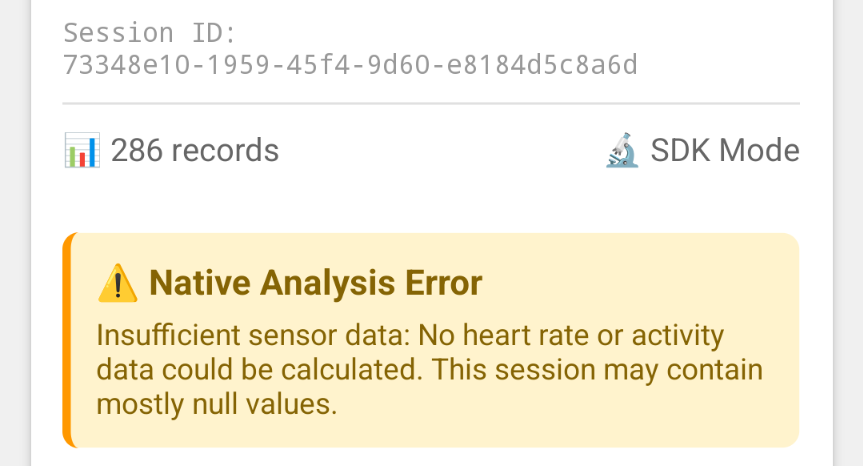 Session ID:
73348e10-1959-45f4-9d60-e8184d5c8a6d
📊 286 records
🔬 SDK Mode
⚠️ Native Analysis Error
Insufficient sensor data: No heart rate or activity
data could be calculated. This session may contain
mostly null values.